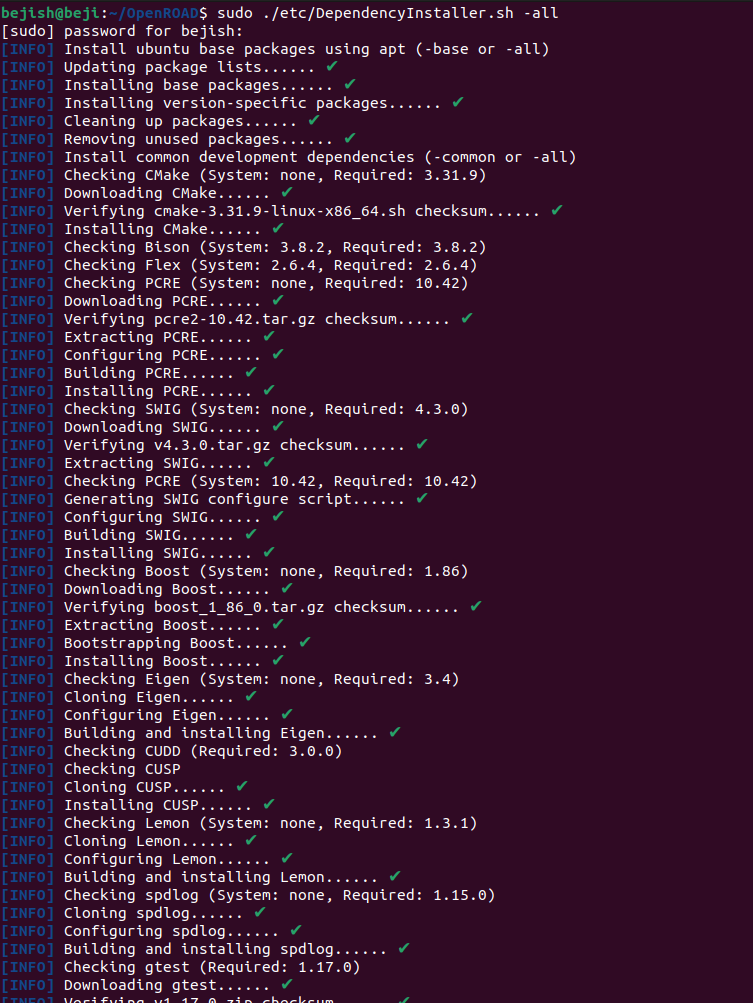 bejish@beji:~/OpenROAD$ sudo ./etc/DependencyInstaller.sh -all
[sudo] password for bejish:
[INFO] Install ubuntu base packages using apt (-base or -all)
[INFO] Updating package lists...... ✔
[INFO] Installing base packages...... ✔
[INFO] Installing version-specific packages...... ✔
[INFO] Cleaning up packages...... ✔
[INFO] Removing unused packages...... ✔
[INFO] Install common development dependencies (-common or -all)
[INFO] Checking CMake (System: none, Required: 3.31.9)
[INFO] Downloading CMake...... ✔
[INFO] Verifying cmake-3.31.9-linux-x86_64.sh checksum...... ✔
[INFO] Installing CMake...... ✔
[INFO] Checking Bison (System: 3.8.2, Required: 3.8.2)
[INFO] Checking Flex (System: 2.6.4, Required: 2.6.4)
[INFO] Checking PCRE (System: none, Required: 10.42)
[INFO] Downloading PCRE...... ✔
[INFO] Verifying pcre2-10.42.tar.gz checksum...... ✔
[INFO] Extracting PCRE...... ✔
[INFO] Configuring PCRE...... ✔
[INFO] Building PCRE...... ✔
[INFO] Installing PCRE...... ✔
[INFO] Checking SWIG (System: none, Required: 4.3.0)
[INFO] Downloading SWIG...... ✔
[INFO] Verifying v4.3.0.tar.gz checksum...... ✔
[INFO] Extracting SWIG...... ✔
[INFO] Checking PCRE (System: 10.42, Required: 10.42)
[INFO] Generating SWIG configure script...... ✔
[INFO] Configuring SWIG...... ✔
[INFO] Building SWIG...... ✔
[INFO] Installing SWIG...... ✔
[INFO] Checking Boost (System: none, Required: 1.86)
[INFO] Downloading Boost...... ✔
[INFO] Verifying boost_1_86_0.tar.gz checksum...... ✔
[INFO] Extracting Boost...... ✔
[INFO] Bootstrapping Boost...... ✔
[INFO] Installing Boost...... ✔
[INFO] Checking Eigen (System: none, Required: 3.4)
[INFO] Cloning Eigen...... ✔
[INFO] Configuring Eigen...... ✔
[INFO] Building and installing Eigen...... ✔
[INFO] Checking CUDD (Required: 3.0.0)
[INFO] Checking CUSP
[INFO] Cloning CUSP...... ✔
[INFO] Installing CUSP...... ✔
[INFO] Checking Lemon (System: none, Required: 1.3.1)
[INFO] Cloning Lemon...... ✔
[INFO] Configuring Lemon...... ✔
[INFO] Building and installing Lemon...... ✔
[INFO] Checking spdlog (System: none, Required: 1.15.0)
[INFO] Cloning spdlog...... ✔
[INFO] Configuring spdlog...... ✔
[INFO] Building and installing spdlog...... ✔
[INFO] Checking gtest (Required: 1.17.0)
[INFO] Downloading gtest...... ✔
[INFO] Verifying v1.17.0.zip checksum...... ✔